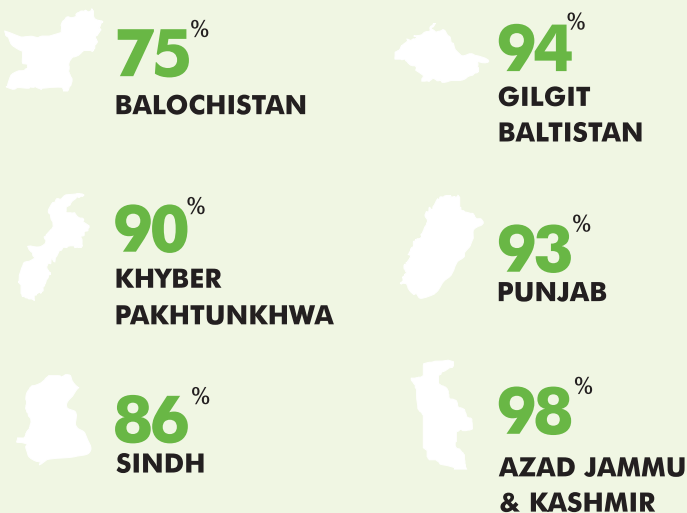 75%
BALOCHISTAN
94%
GILGIT
BALTISTAN
90%
KHYBER
PAKHTUNKHWA
93%
PUNJAB
86%
SINDH
98%
AZAD JAMMU
& KASHMIR